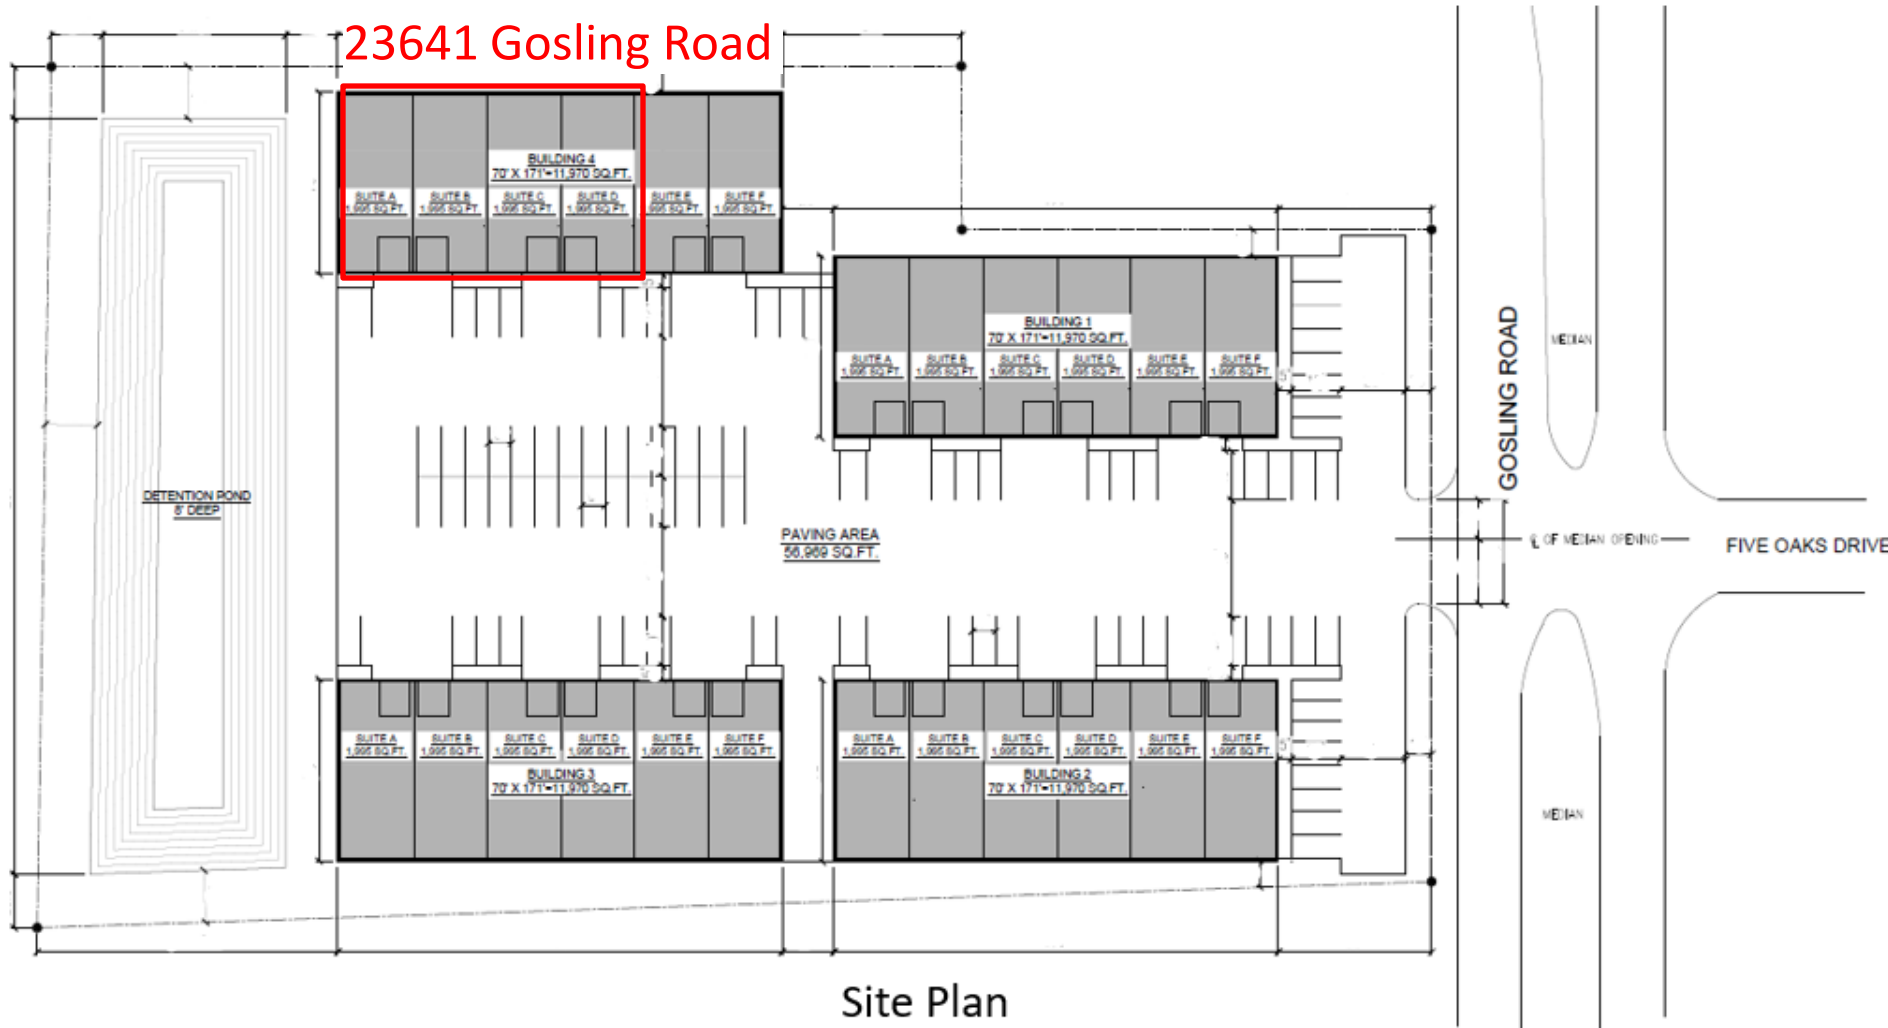 23641 Gosling Road
BUILDING 4
70' X 171'=11,970 SQ.FT.
SUITE A
1,995 SQ.FT.
SUITE B
1,995 SQ.FT.
SUITE C
1,995 SQ.FT.
SUITE D
1,995 SQ.FT.
SUITE E
1,995 SQ.FT.
SUITE F
1,995 SQ.FT.
BUILDING 1
70' X 171'=11,970 SQ.FT.
SUITE A
1,995 SQ.FT.
SUITE B
1,995 SQ.FT.
SUITE C
1,995 SQ.FT.
SUITE D
1,995 SQ.FT.
SUITE E
1,995 SQ.FT.
SUITE F
1,995 SQ.FT.
5'
GOSLING ROAD
MEDIAN
DETENTION POND
8' DEEP
PAVING AREA
56,969 SQ.FT.
℄ OF MEDIAN OPENING
FIVE OAKS DRIVE
SUITE A
1,995 SQ.FT.
SUITE B
1,995 SQ.FT.
SUITE C
1,995 SQ.FT.
SUITE D
1,995 SQ.FT.
SUITE E
1,995 SQ.FT.
SUITE F
1,995 SQ.FT.
BUILDING 3
70' X 171'=11,970 SQ.FT.
SUITE A
1,995 SQ.FT.
SUITE B
1,995 SQ.FT.
SUITE C
1,995 SQ.FT.
SUITE D
1,995 SQ.FT.
SUITE E
1,995 SQ.FT.
SUITE F
1,995 SQ.FT.
BUILDING 2
70' X 171'=11,970 SQ.FT.
5'
MEDIAN
Site Plan